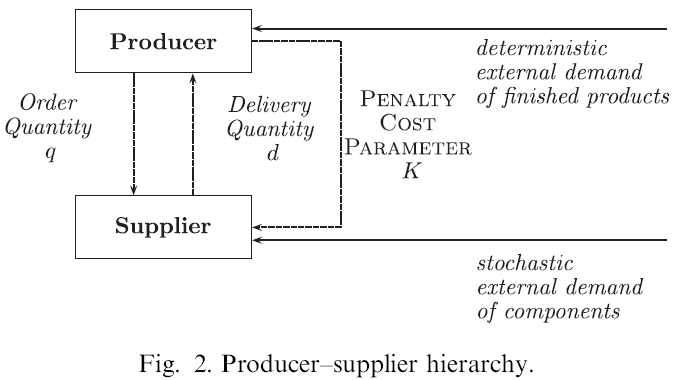 Producer
deterministic
external demand
of finished products
Order
Quantity
q
Delivery
Quantity
d
PENALTY
COST
PARAMETER
K
Supplier
stochastic
external demand
of components
Fig. 2. Producer–supplier hierarchy.